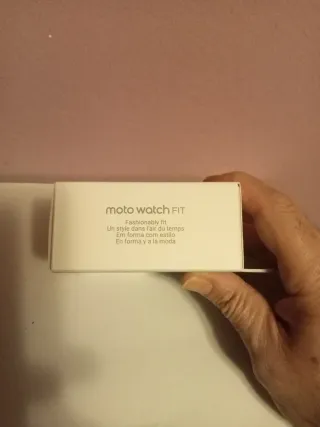 moto watch FIT
Fashionably fit
Un style dans l'air du temps
Em forma com estilo
En forma y a la moda